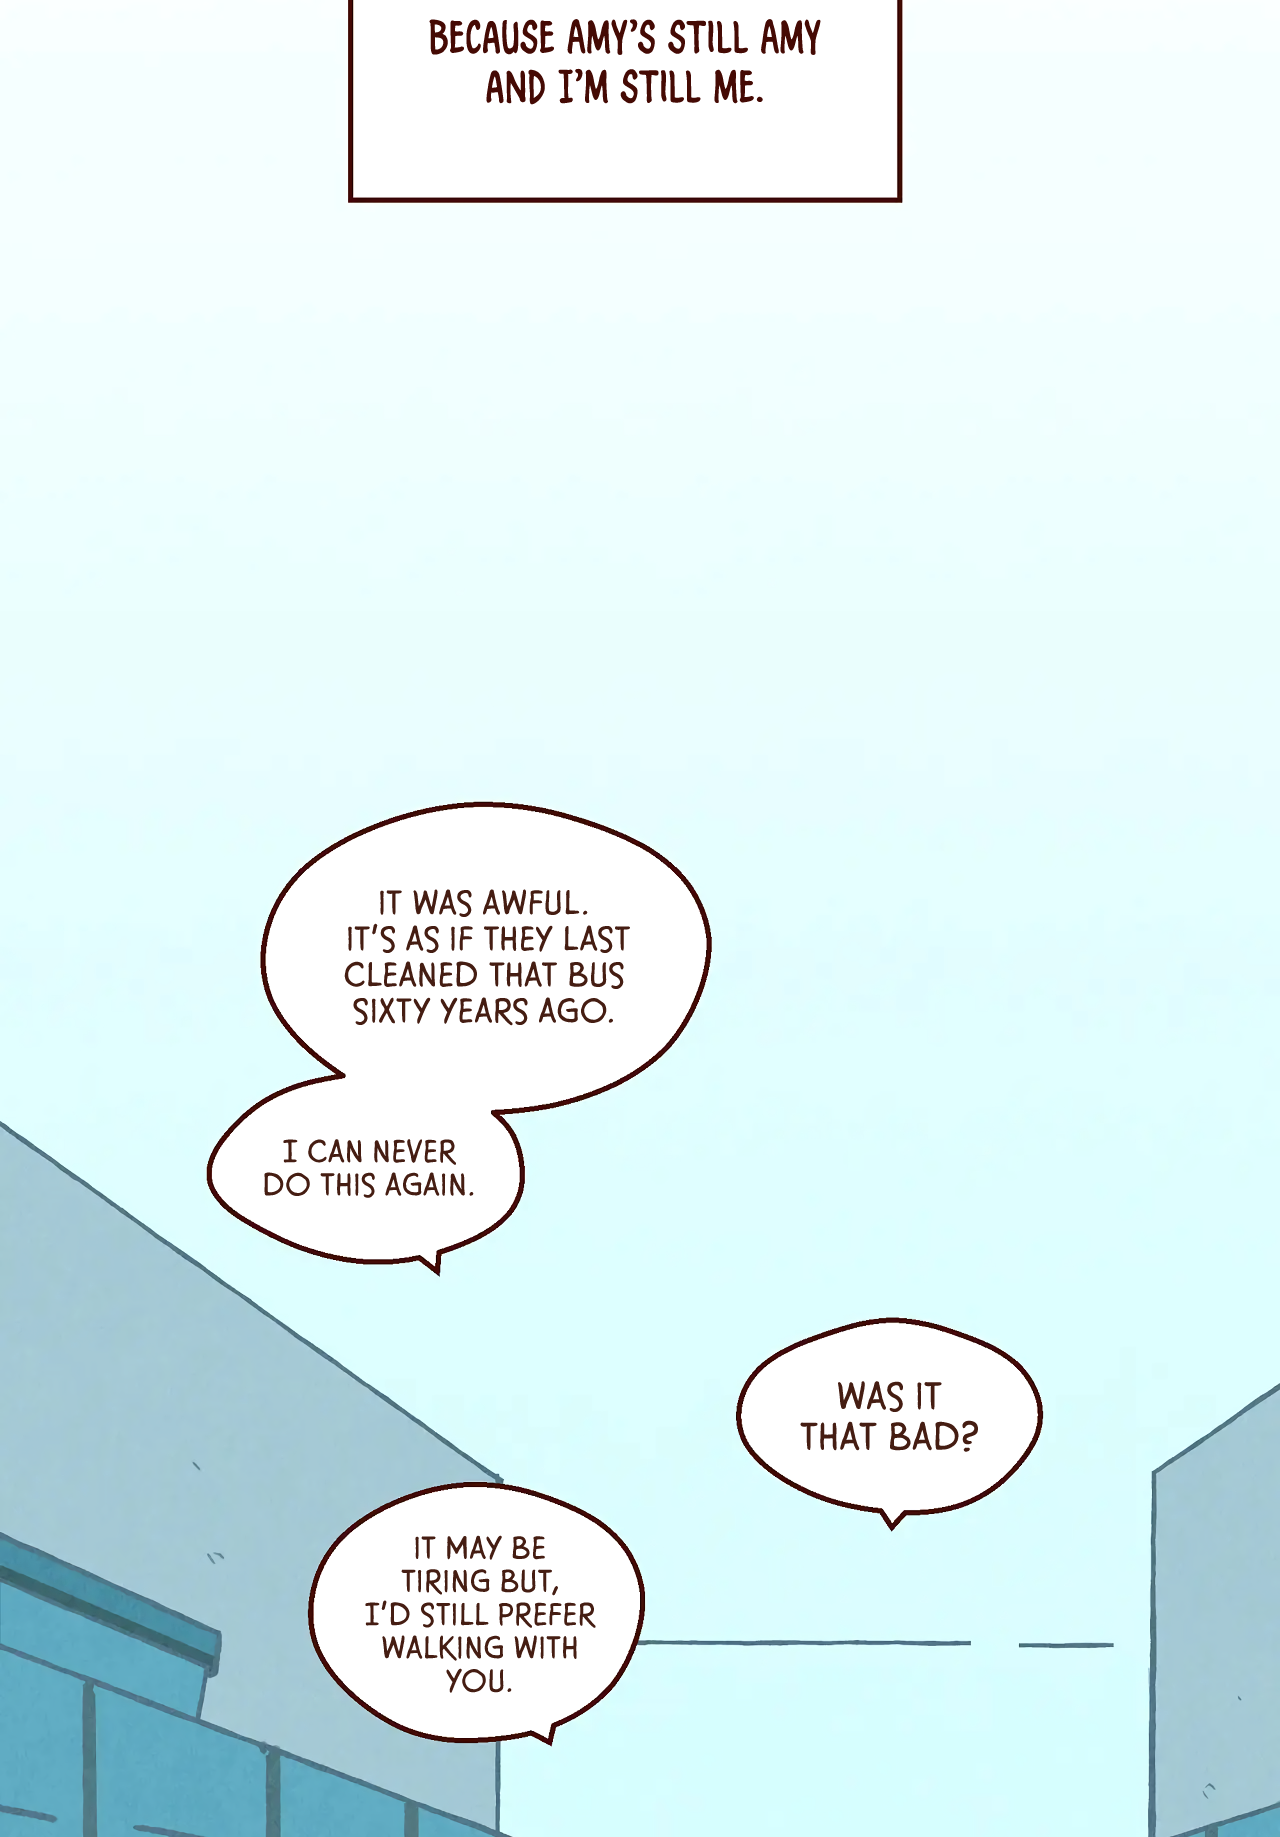 BECAUSE AMY'S STILL AMY
AND I'M STILL ME.
IT WAS AWFUL.
IT'S AS IF THEY LAST
CLEANED THAT BUS
SIXTY YEARS AGO.
I CAN NEVER
DO THIS AGAIN.
WAS IT
THAT BAD?
IT MAY BE
TIRING BUT,
I'D STILL PREFER
WALKING WITH
YOU.